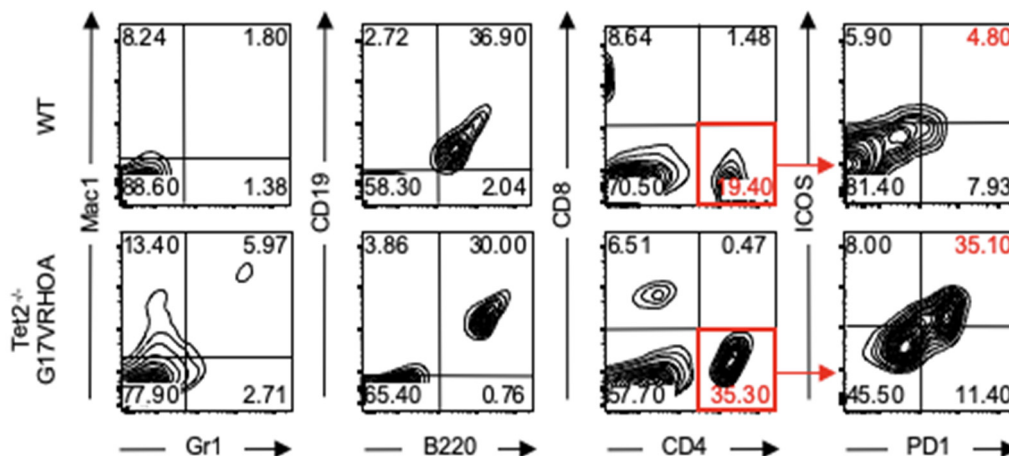 WT
Mac1
8.24 1.80
88.60 1.38
CD19
2.72 36.90
58.30 2.04
CD8
8.64 1.48
70.50 19.40
ICOS
5.90 4.80
81.40 7.93
Tet2-/-
G17VRHOA
13.40 5.97
77.90 2.71
3.86 30.00
65.40 0.76
6.51 0.47
57.70 35.30
8.00 35.10
45.50 11.40
Gr1
B220
CD4
PD1